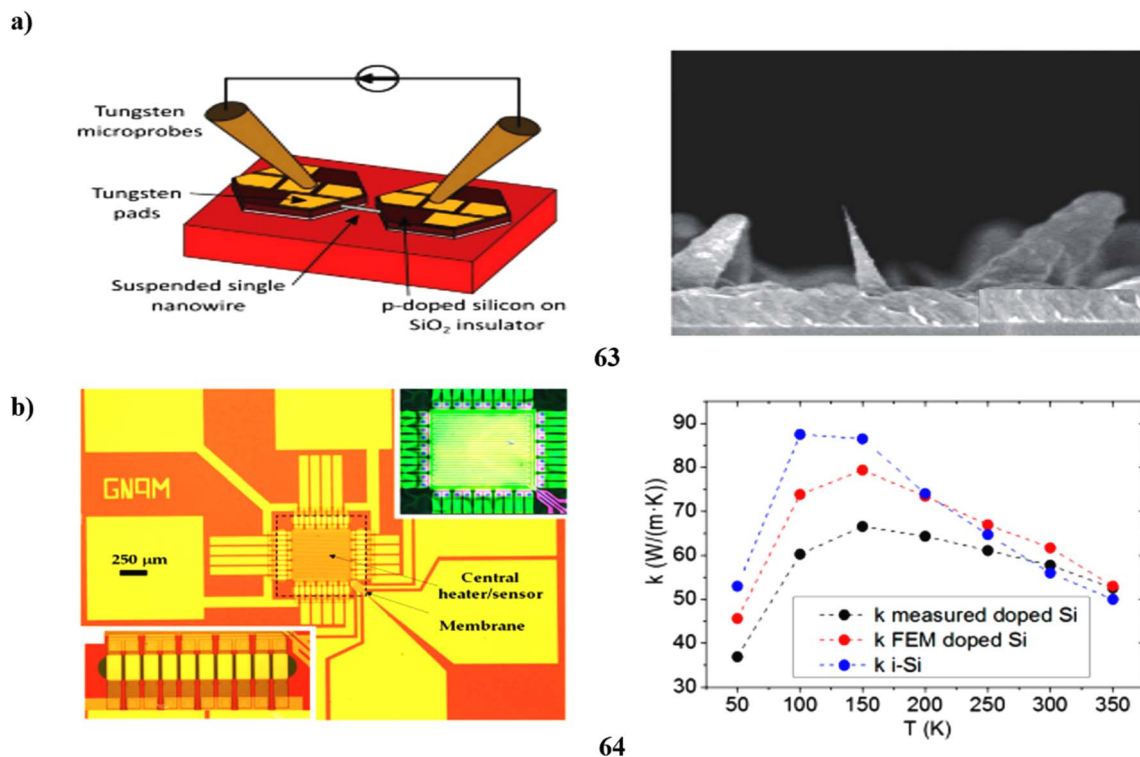 a)
Tungsten
microprobes
Tungsten
pads
Suspended single
nanowire
p-doped silicon on
SiO₂ insulator
63
b)
GN9M
250 µm
Central
heater/sensor
Membrane
90
80
70
60
50
40
30
k (W/(m·K))
k measured doped Si
k FEM doped Si
k i-Si
50 100 150 200 250 300 350
T (K)
64